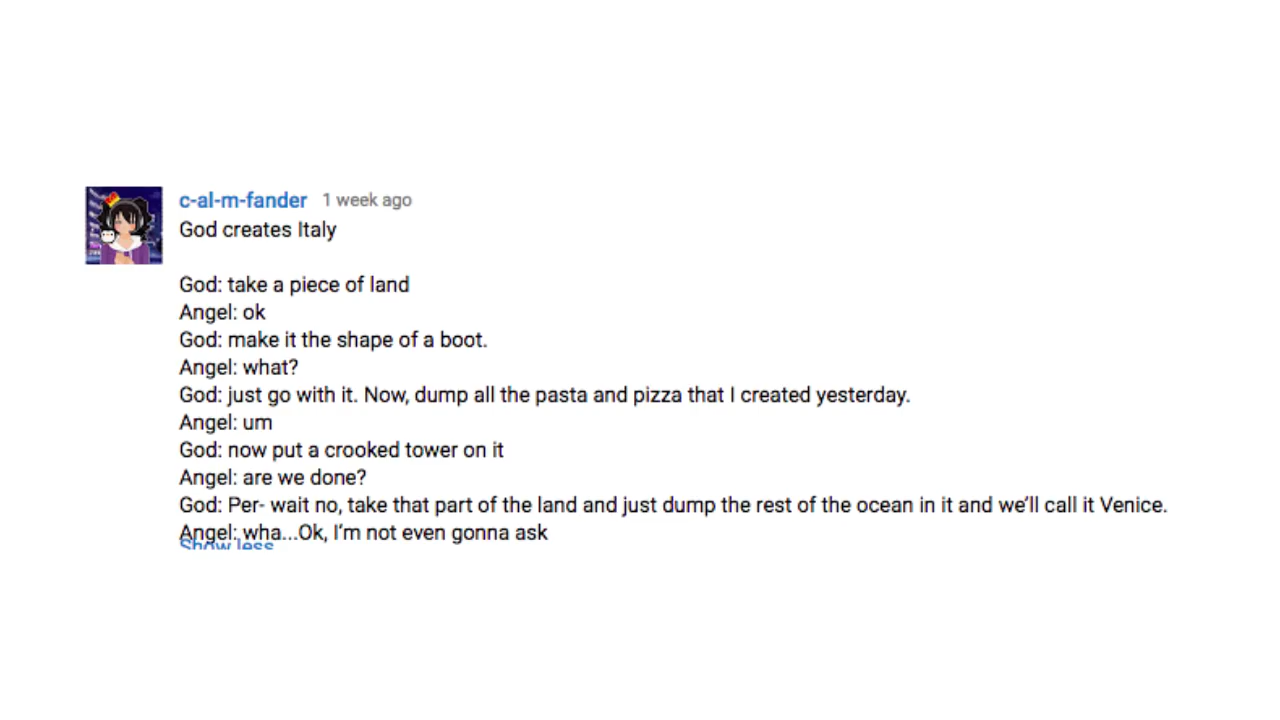 c-al-m-fander 1 week ago
God creates Italy
God: take a piece of land
Angel: ok
God: make it the shape of a boot.
Angel: what?
God: just go with it. Now, dump all the pasta and pizza that I created yesterday.
Angel: um
God: now put a crooked tower on it
Angel: are we done?
God: Per- wait no, take that part of the land and just dump the rest of the ocean in it and we’ll call it Venice.
Angel: wha...Ok, I’m not even gonna ask
Show less